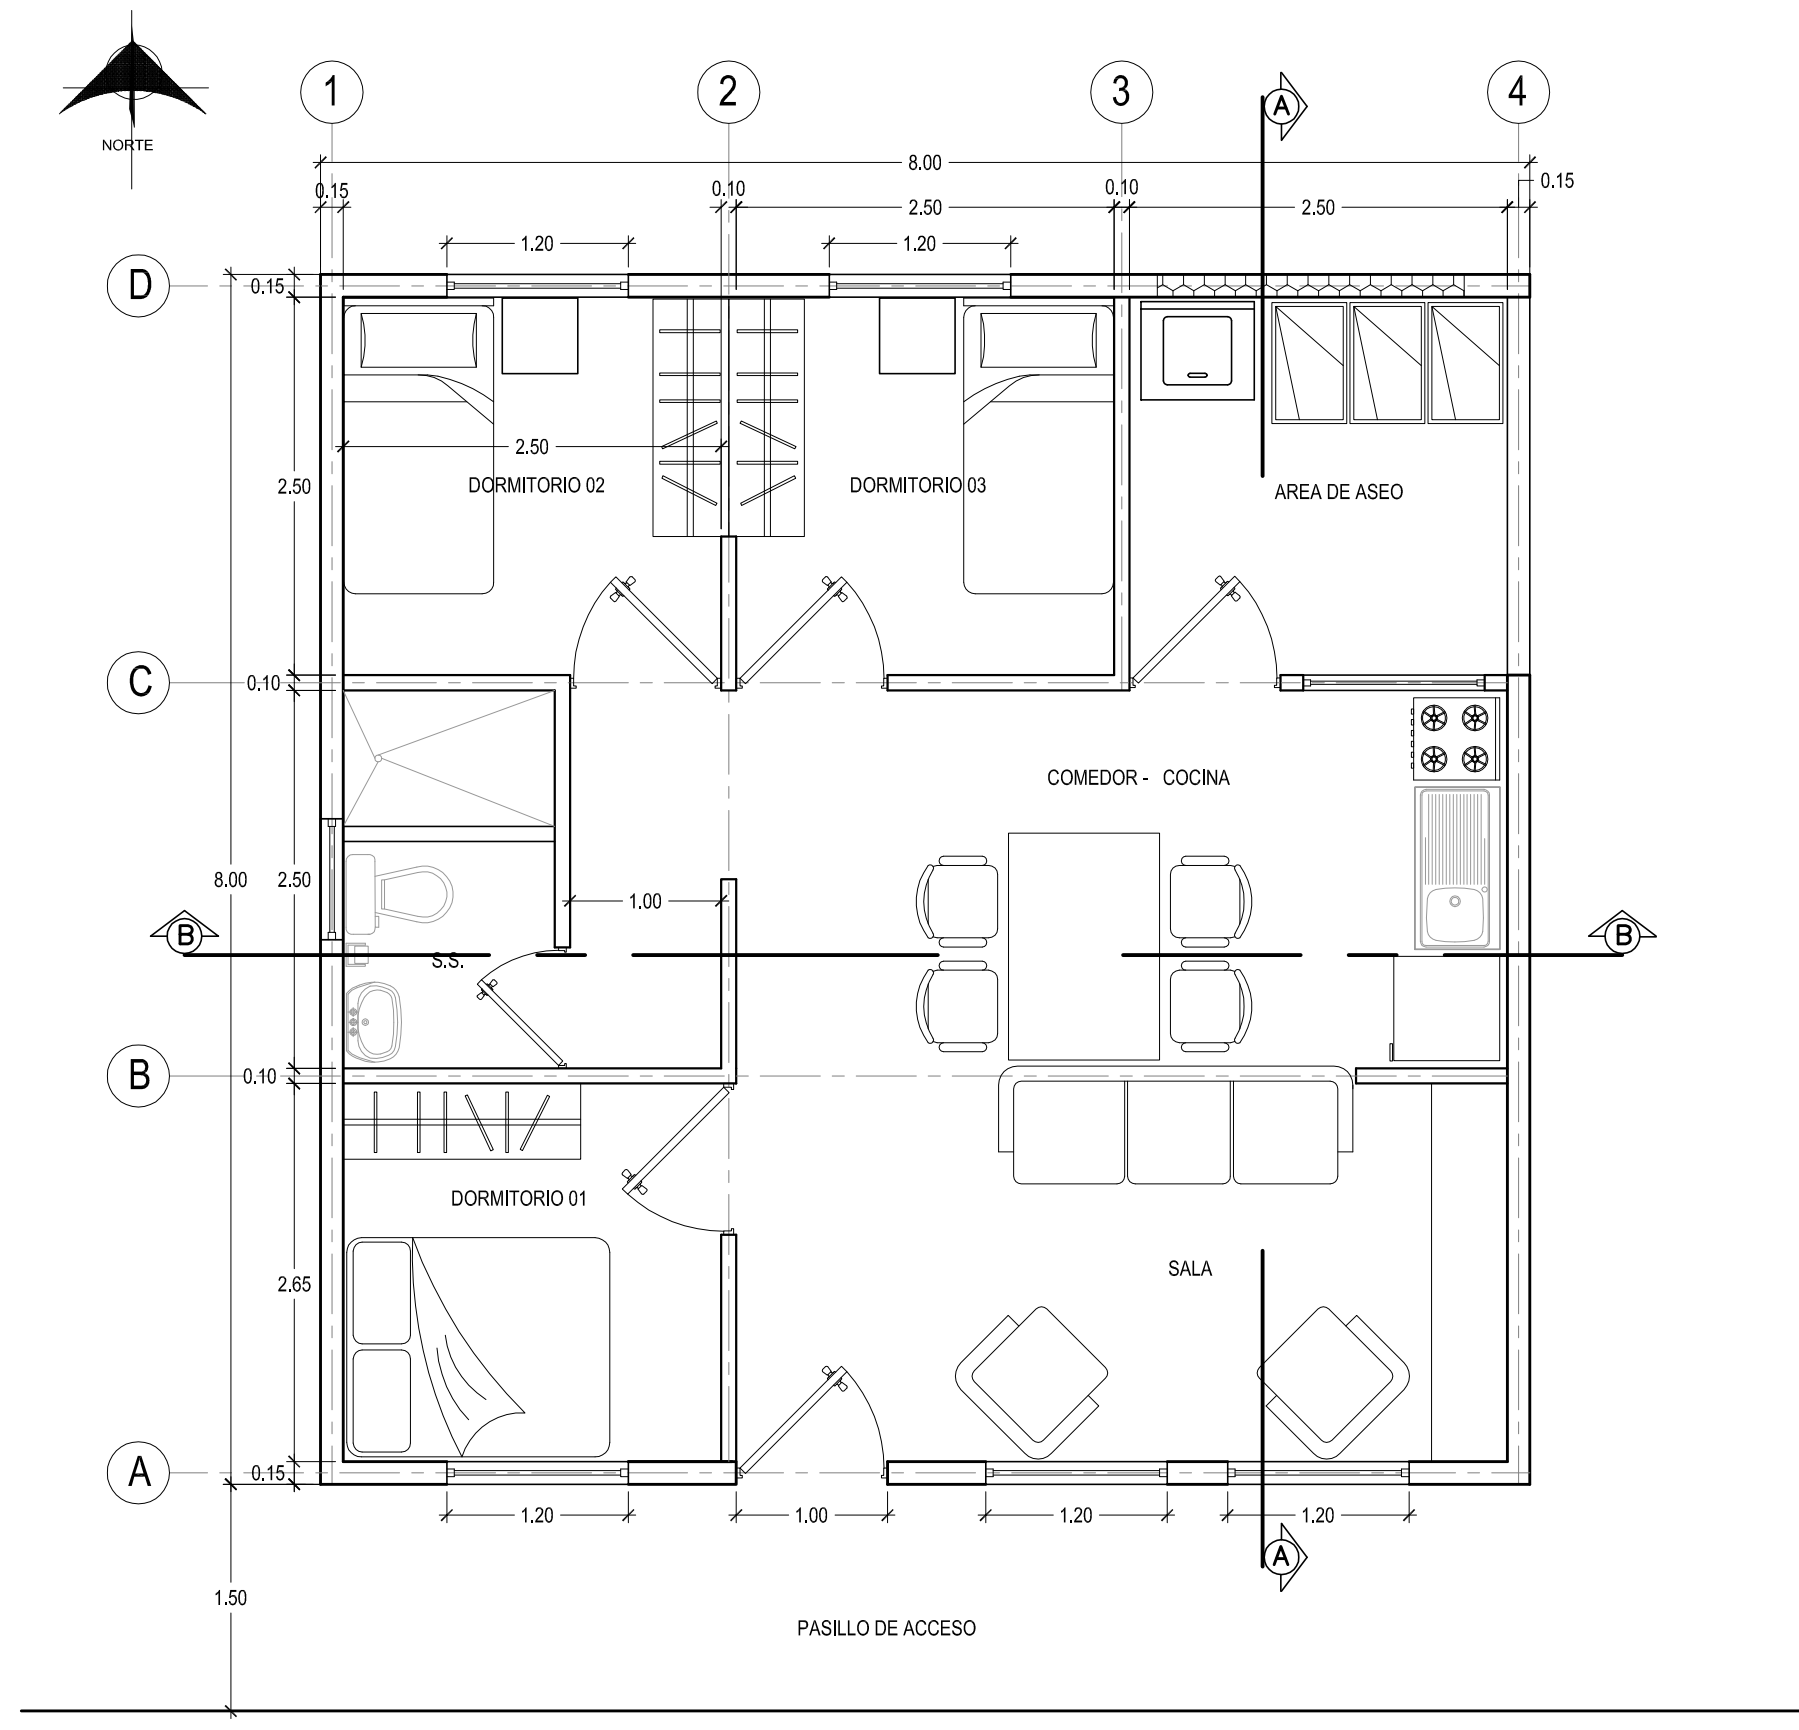 NORTE
1
2
3
4
A
8.00
0.15
0.10
0.10
0.15
2.50
2.50
1.20
1.20
D
0.15
2.50
2.50
DORMITORIO 02
DORMITORIO 03
AREA DE ASEO
C
0.10
COMEDOR - COCINA
8.00
2.50
1.00
B
B
S.S.
B
0.10
DORMITORIO 01
2.65
SALA
A
0.15
1.20
1.00
1.20
1.20
A
1.50
PASILLO DE ACCESO